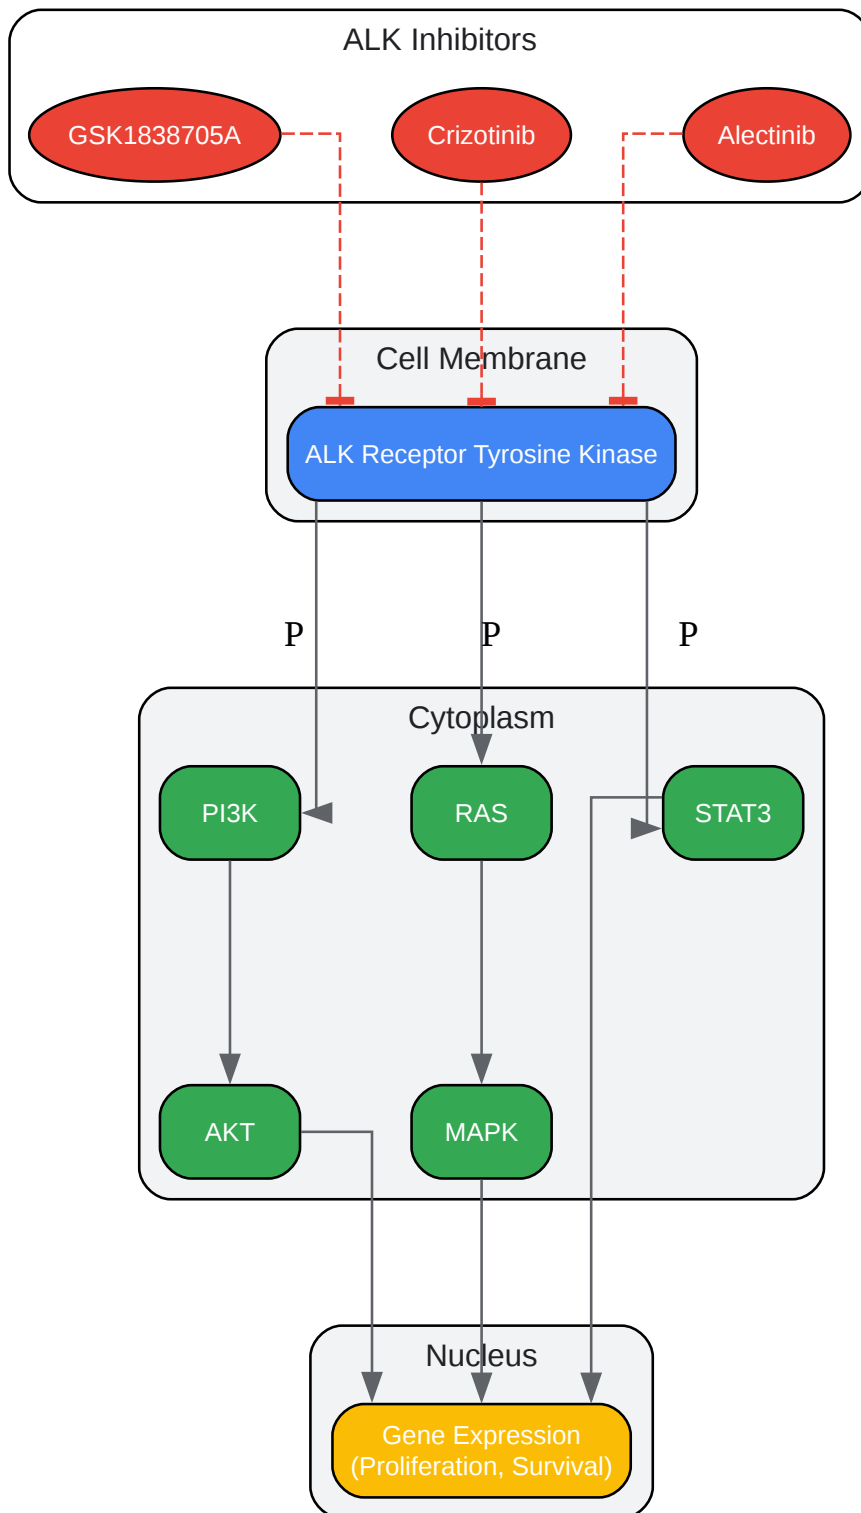 ALK Inhibitors
GSK1838705A
Crizotinib
Alectinib
Cell Membrane
ALK Receptor Tyrosine Kinase
P
P
P
Cytoplasm
PI3K
RAS
STAT3
AKT
MAPK
Nucleus
Gene Expression
(Proliferation, Survival)